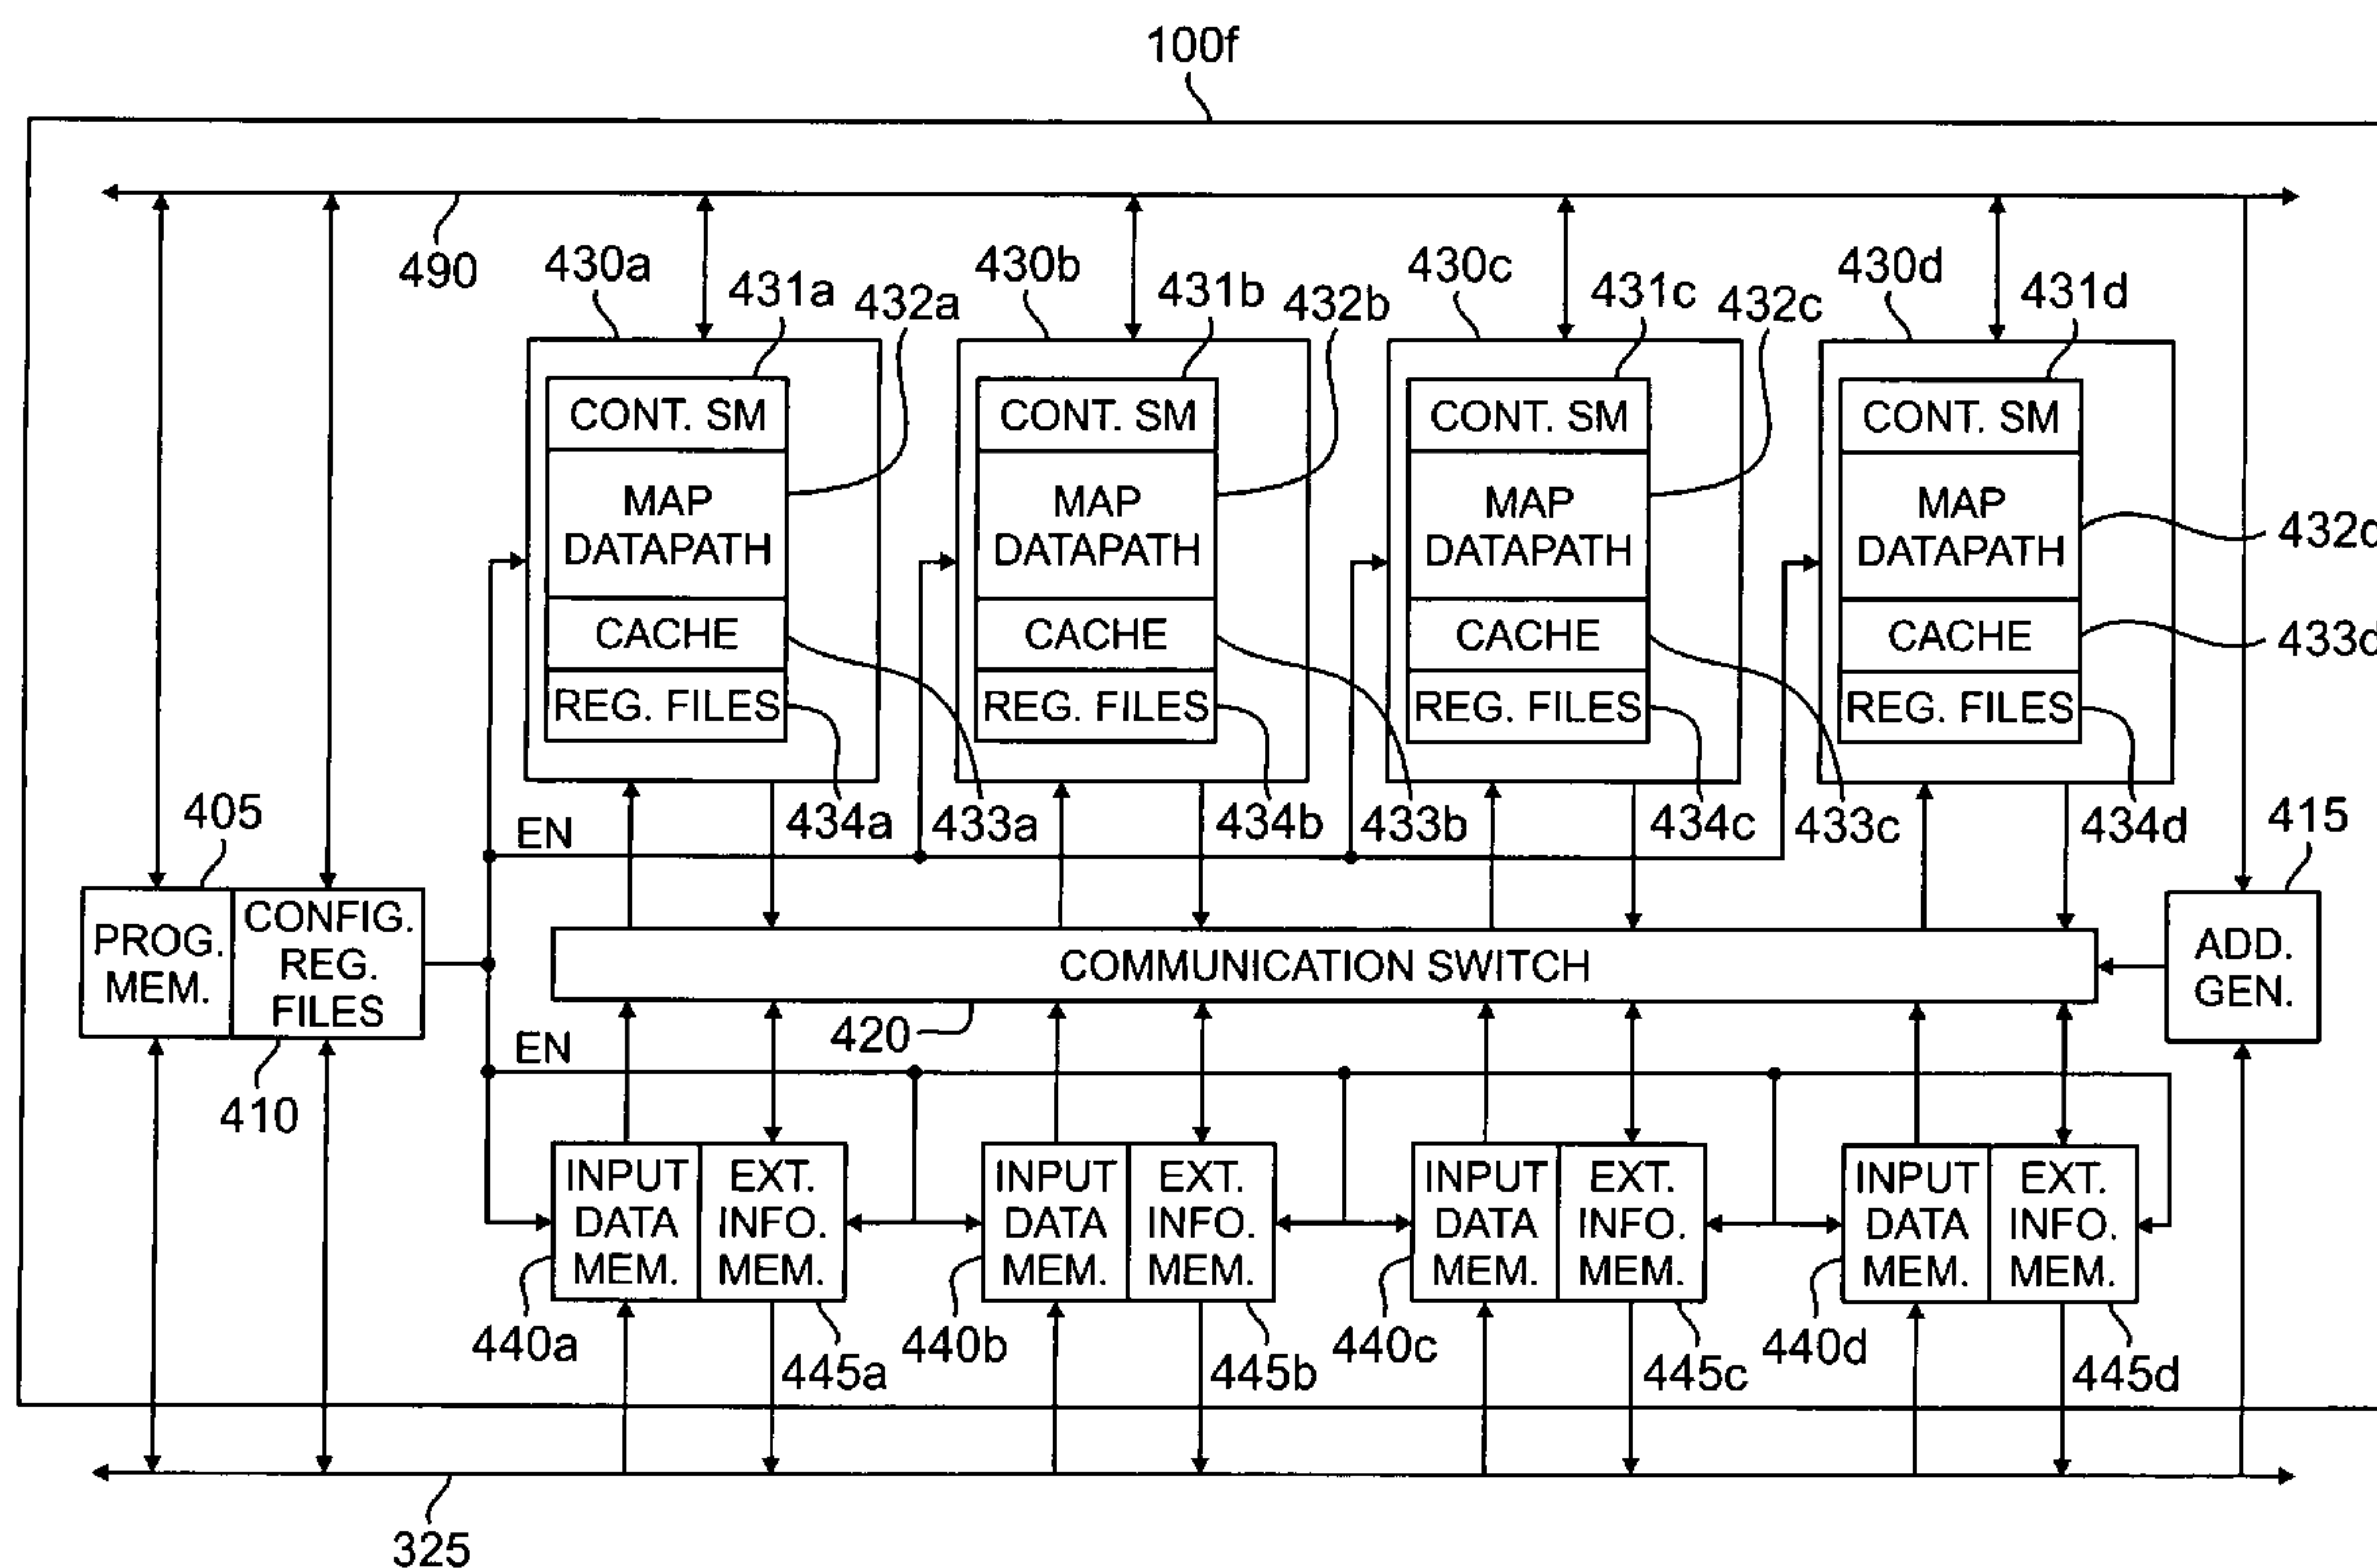 100f
490
430a
431a
432a
430b
431b
432b
430c
431c
432c
430d
431d
432d
433d
CONT. SM
MAP
DATAPATH
CACHE
REG. FILES
CONT. SM
MAP
DATAPATH
CACHE
REG. FILES
CONT. SM
MAP
DATAPATH
CACHE
REG. FILES
CONT. SM
MAP
DATAPATH
CACHE
REG. FILES
434a
433a
434b
433b
434c
433c
434d
405
415
EN
PROG.
MEM.
CONFIG.
REG.
FILES
COMMUNICATION SWITCH
ADD.
GEN.
410
420
EN
INPUT
DATA
MEM.
EXT.
INFO.
MEM.
INPUT
DATA
MEM.
EXT.
INFO.
MEM.
INPUT
DATA
MEM.
EXT.
INFO.
MEM.
INPUT
DATA
MEM.
EXT.
INFO.
MEM.
440a
445a
440b
445b
440c
445c
440d
445d
325